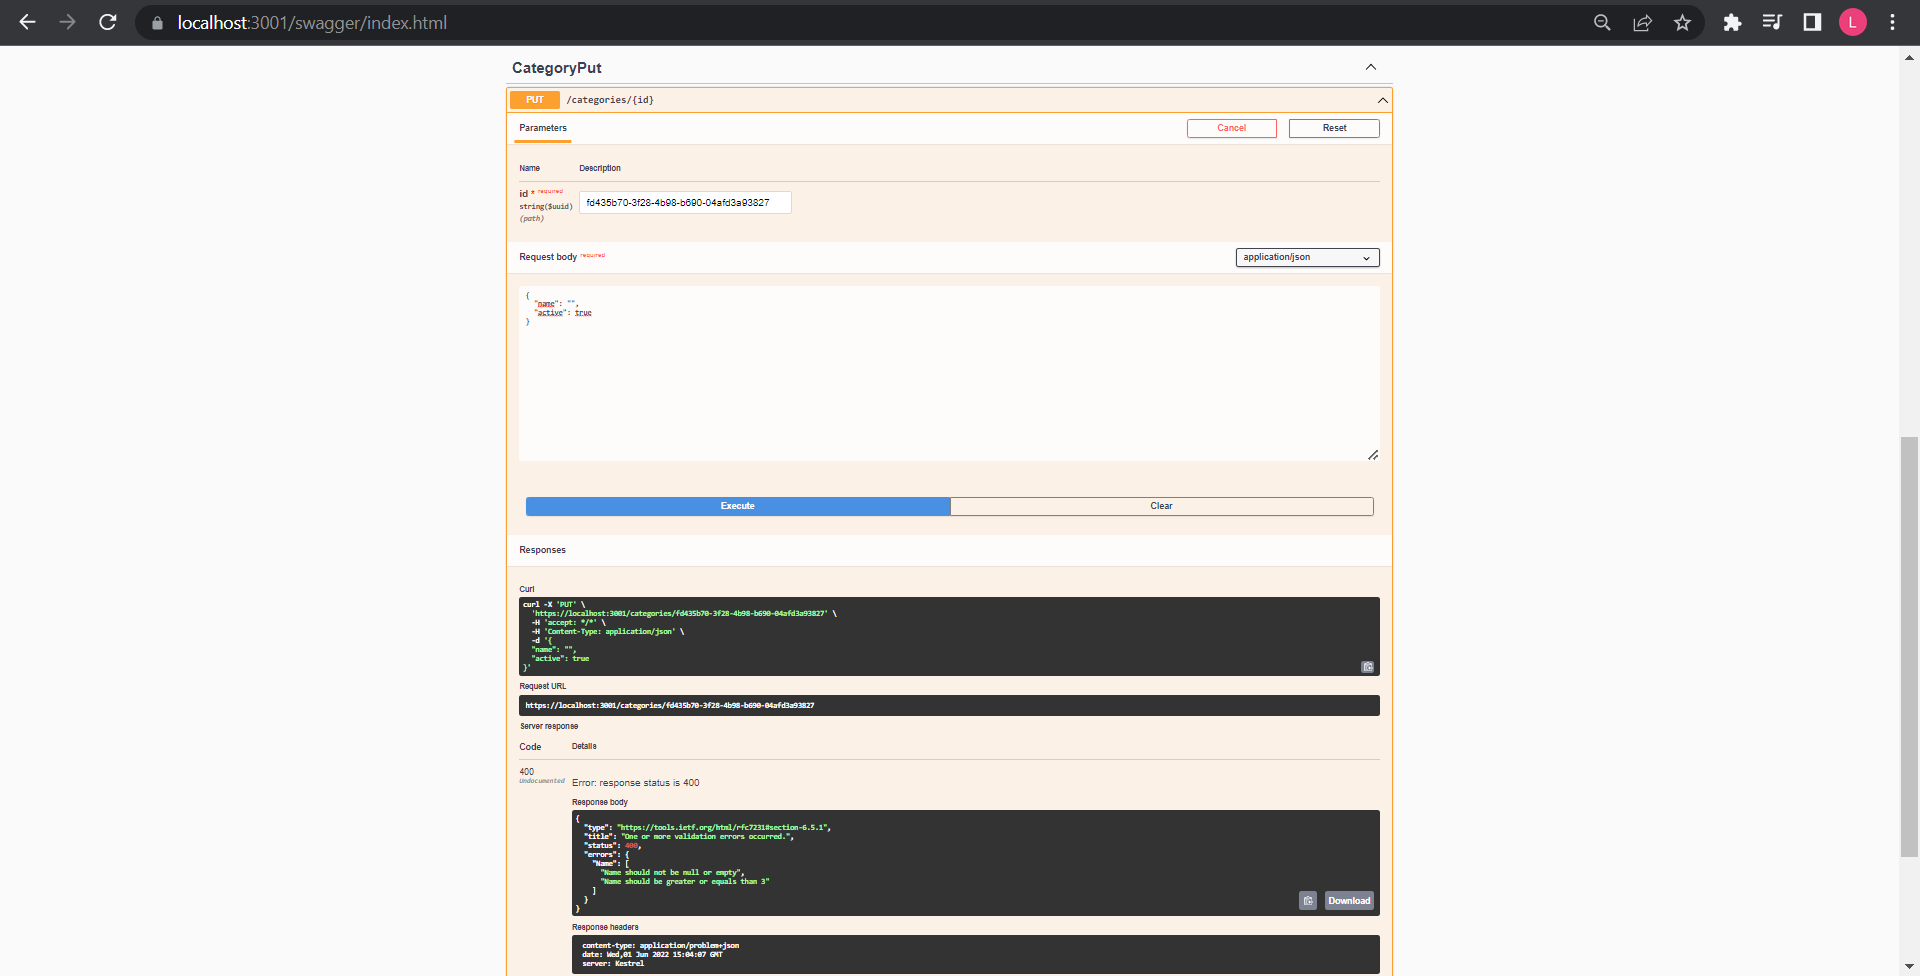 localhost:3001/swagger/index.html
L
CategoryPut
PUT /categories/{id}
Parameters
Cancel
Reset
Name Description
id * required
string($uuid)
(path)
fd435b70-3f28-4b98-b690-04afd3a93827
Request body required
application/json
{
"name": "",
"active": true
}
Execute
Clear
Responses
Curl
curl -X 'PUT' \
'https://localhost:3001/categories/fd435b70-3f28-4b98-b690-04afd3a93827' \
-H 'accept: */*' \
-H 'Content-Type: application/json' \
-d '{
"name": "",
"active": true
}'
Request URL
https://localhost:3001/categories/fd435b70-3f28-4b98-b690-04afd3a93827
Server response
Code Details
400
Undocumented
Error: response status is 400
Response body
{
"type": "https://tools.ietf.org/html/rfc7231#section-6.5.1",
"title": "One or more validation errors occurred.",
"status": 400,
"errors": {
"Name": [
"Name should not be null or empty",
"Name should be greater or equals than 3"
]
}
}
Download
Response headers
content-type: application/problem+json
date: Wed,01 Jun 2022 15:04:07 GMT
server: Kestrel